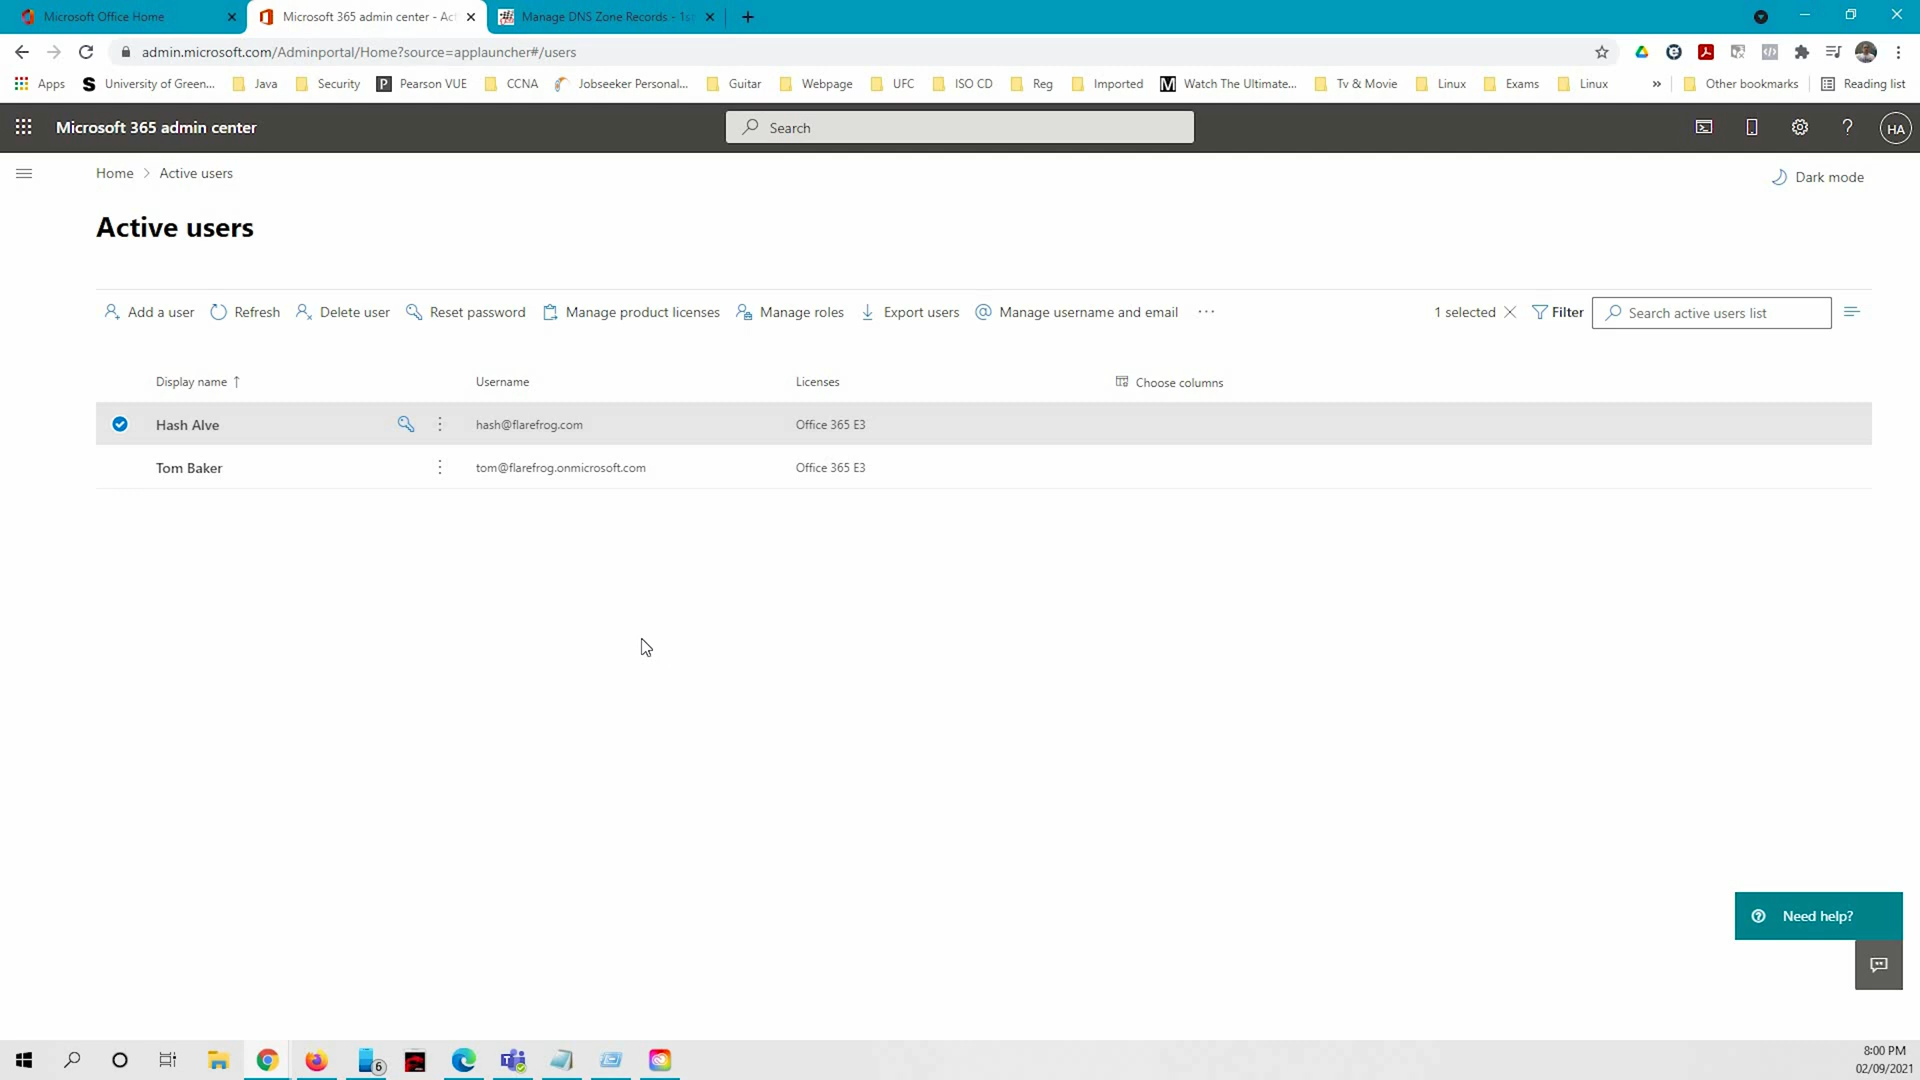 Microsoft Office Home
Microsoft 365 admin center - Act
Manage DNS Zone Records - 1st
admin.microsoft.com/Adminportal/Home?source=applauncher#/users
Apps University of Green... Java Security Pearson VUE CCNA Jobseeker Personal... Guitar Webpage UFC ISO CD Reg Imported Watch The Ultimate... Tv & Movie Linux Exams Linux » Other bookmarks Reading list
Microsoft 365 admin center
Search
HA
Home > Active users
Dark mode
Active users
Add a user Refresh Delete user Reset password Manage product licenses Manage roles Export users Manage username and email ... 1 selected Filter Search active users list
Display name ↑ Username Licenses Choose columns
Hash Alve hash@flarefrog.com Office 365 E3
Tom Baker tom@flarefrog.onmicrosoft.com Office 365 E3
Need help?
6
8:00 PM
02/09/2021